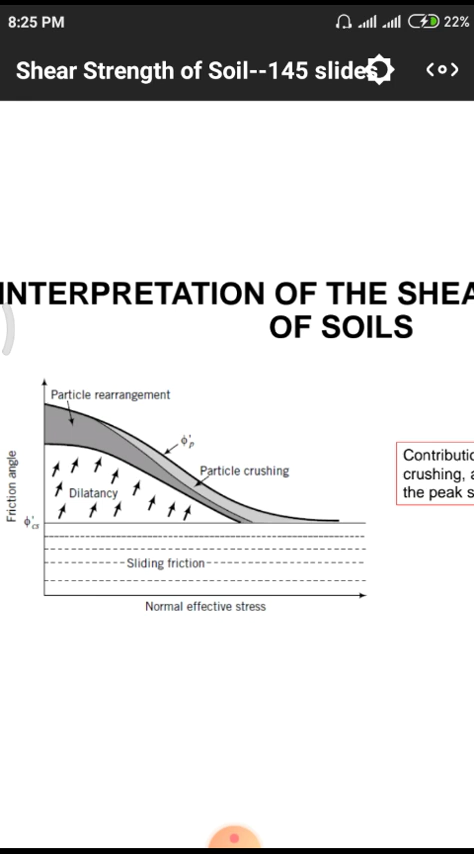 8:25 PM 22%
Shear Strength of Soil--145 slides
INTERPRETATION OF THE SHEA
OF SOILS
Particle rearrangement
ϕ′p
Particle crushing
Contributic
crushing, a
the peak s
Friction angle
Dilatancy
ϕ′cs
Sliding friction
Normal effective stress